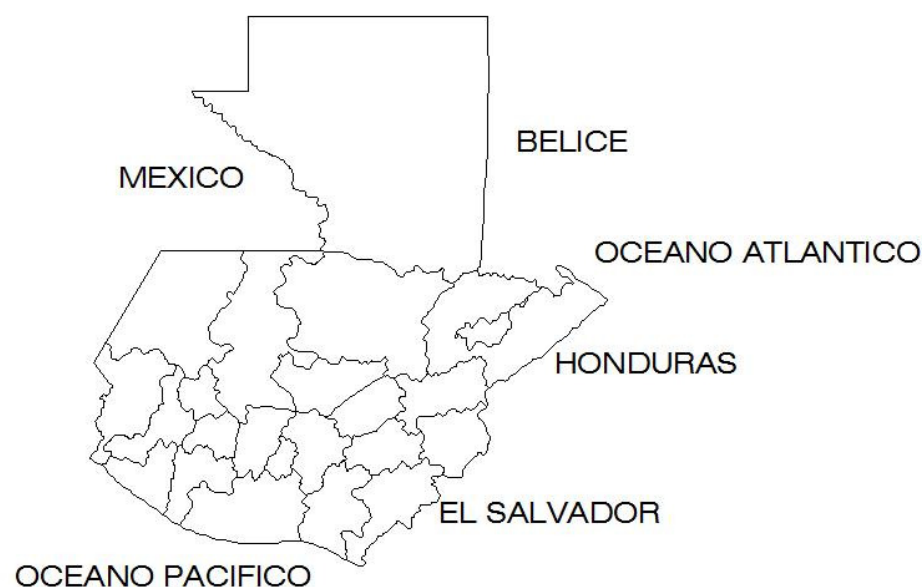 BELICE
MEXICO
OCEANO ATLANTICO
HONDURAS
EL SALVADOR
OCEANO PACIFICO